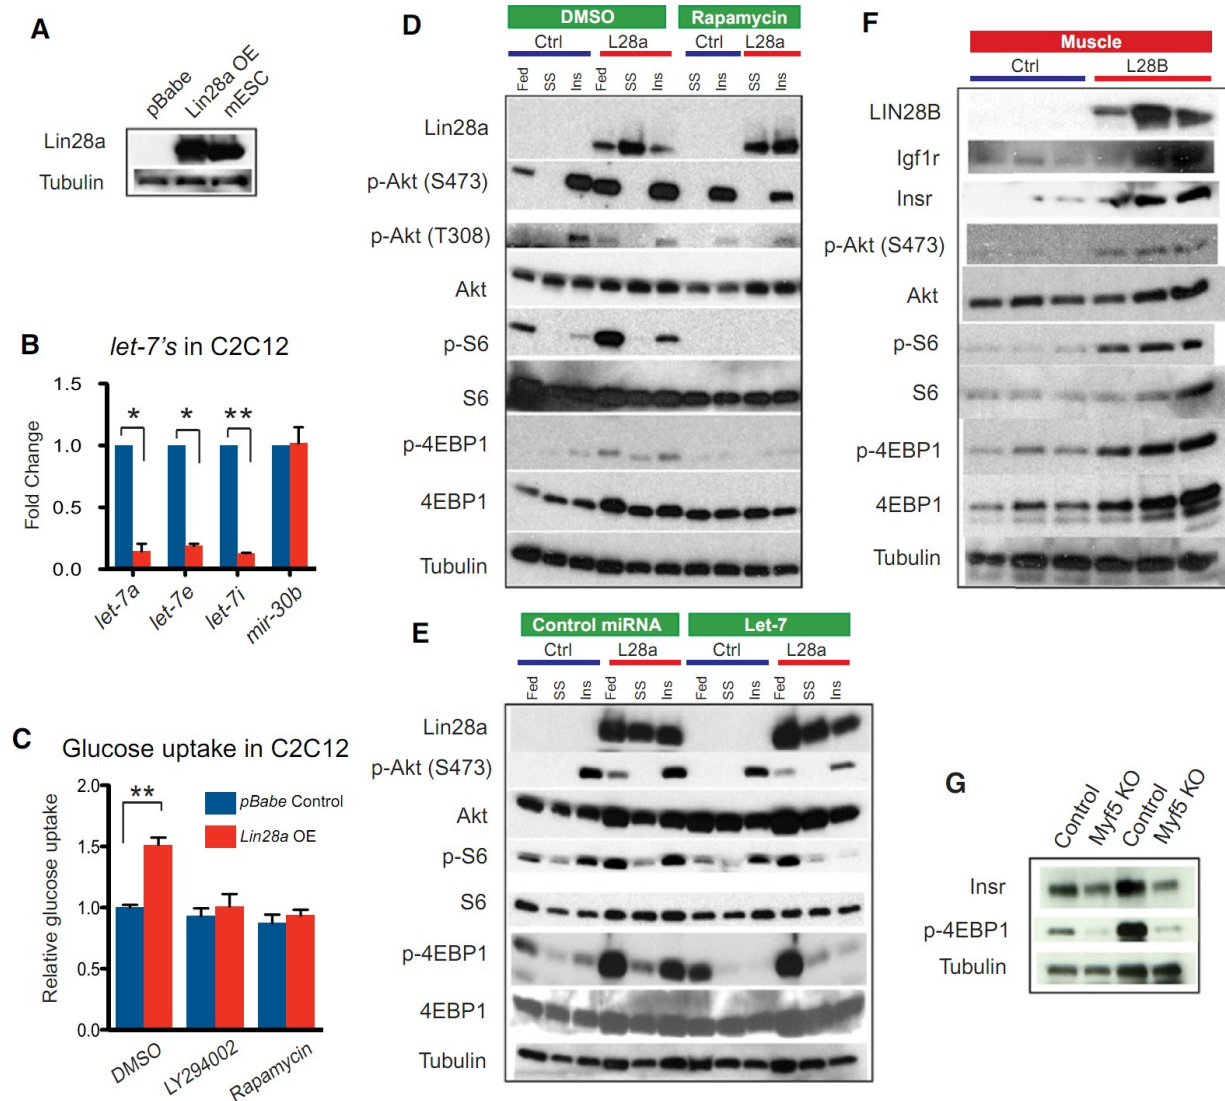 A
pBabe
Lin28a OE
mESC
Lin28a
Tubulin
B
let-7's in C2C12
Fold Change
1.5
1.0
0.5
0.0
*
*
**
let-7a
let-7e
let-7i
mir-30b
C
Glucose uptake in C2C12
Relative glucose uptake
2.0
1.5
1.0
0.5
0.0
**
pBabe Control
Lin28a OE
DMSO
LY294002
Rapamycin
D
DMSO
Rapamycin
Ctrl
L28a
Ctrl
L28a
Fed
SS
Ins
Fed
SS
Ins
SS
Ins
SS
Ins
Lin28a
p-Akt (S473)
p-Akt (T308)
Akt
p-S6
S6
p-4EBP1
4EBP1
Tubulin
E
Control miRNA
Let-7
Ctrl
L28a
Ctrl
L28a
Fed
SS
Ins
Fed
SS
Ins
Fed
SS
Ins
Fed
SS
Ins
Lin28a
p-Akt (S473)
Akt
p-S6
S6
p-4EBP1
4EBP1
Tubulin
F
Muscle
Ctrl
L28B
LIN28B
Igf1r
Insr
p-Akt (S473)
Akt
p-S6
S6
p-4EBP1
4EBP1
Tubulin
G
Control
Myf5 KO
Control
Myf5 KO
Insr
p-4EBP1
Tubulin